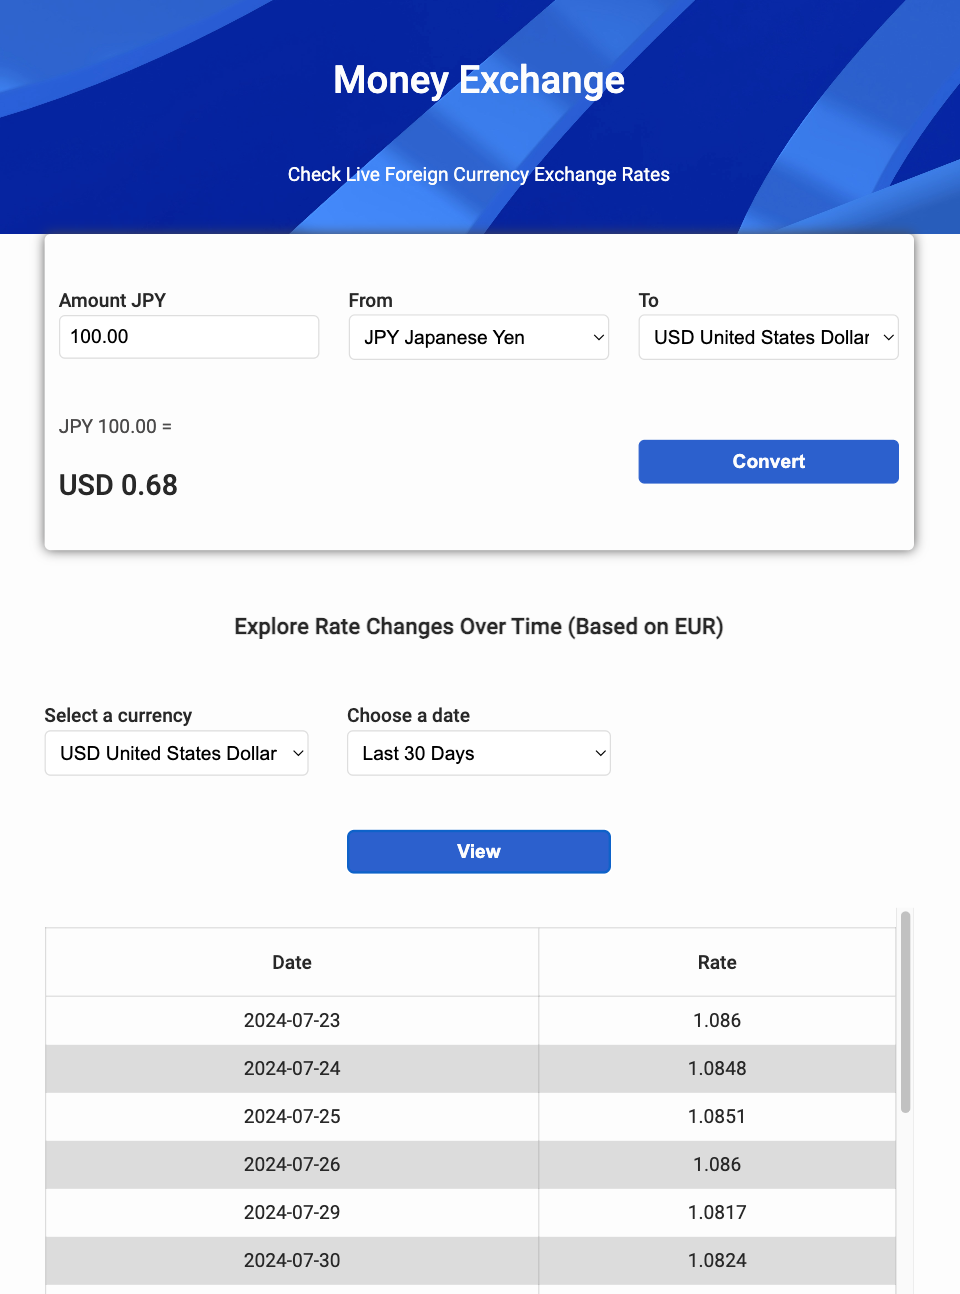 Money Exchange
Check Live Foreign Currency Exchange Rates
Amount JPY From To
100.00 JPY Japanese Yen USD United States Dollar
JPY 100.00 =
Convert
USD 0.68
Explore Rate Changes Over Time (Based on EUR)
Select a currency Choose a date
USD United States Dollar Last 30 Days
View
Date Rate
2024-07-23 1.086
2024-07-24 1.0848
2024-07-25 1.0851
2024-07-26 1.086
2024-07-29 1.0817
2024-07-30 1.0824